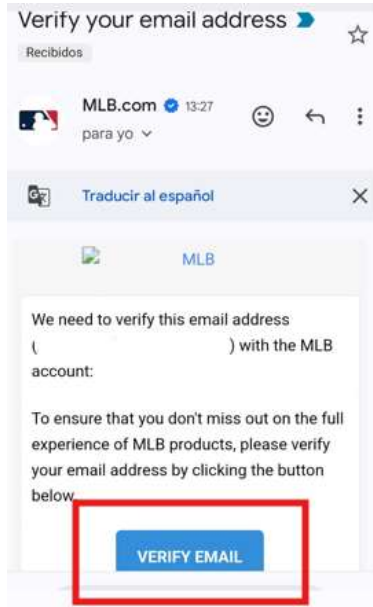 Verify your email address
Recibidos
MLB.com 13:27
para yo
Traducir al español
MLB
We need to verify this email address
( ) with the MLB
account:
To ensure that you don't miss out on the full
experience of MLB products, please verify
your email address by clicking the button
below.
VERIFY EMAIL